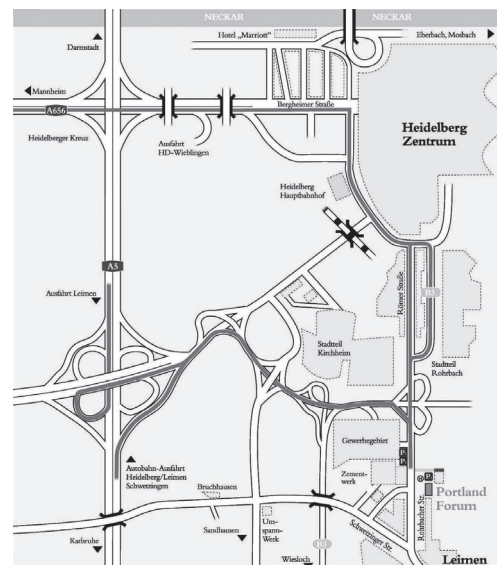 NECKAR
NECKAR
Darmstadt
Hotel „Marriott"
Eberbach, Mosbach
Mannheim
Bergheimer Straße
A656
Heidelberger Kreuz
Ausfahrt
HD-Wieblingen
Heidelberg
Zentrum
Heidelberg
Hauptbahnhof
A5
Ausfahrt Leimen
Römer Straße
B3
Stadtteil
Kirchheim
Stadtteil
Rohrbach
Gewerbegebiet
P
P
Autobahn-Ausfahrt
Heidelberg/Leimen
Schwetzingen
Zement-
werk
P
Bruchhausen
Portland
Forum
Rohrbacher Str.
Schwetzinger Str.
Um-
spann-
Werk
Sandhausen
Karlsruhe
B3
Wiesloch
Leimen